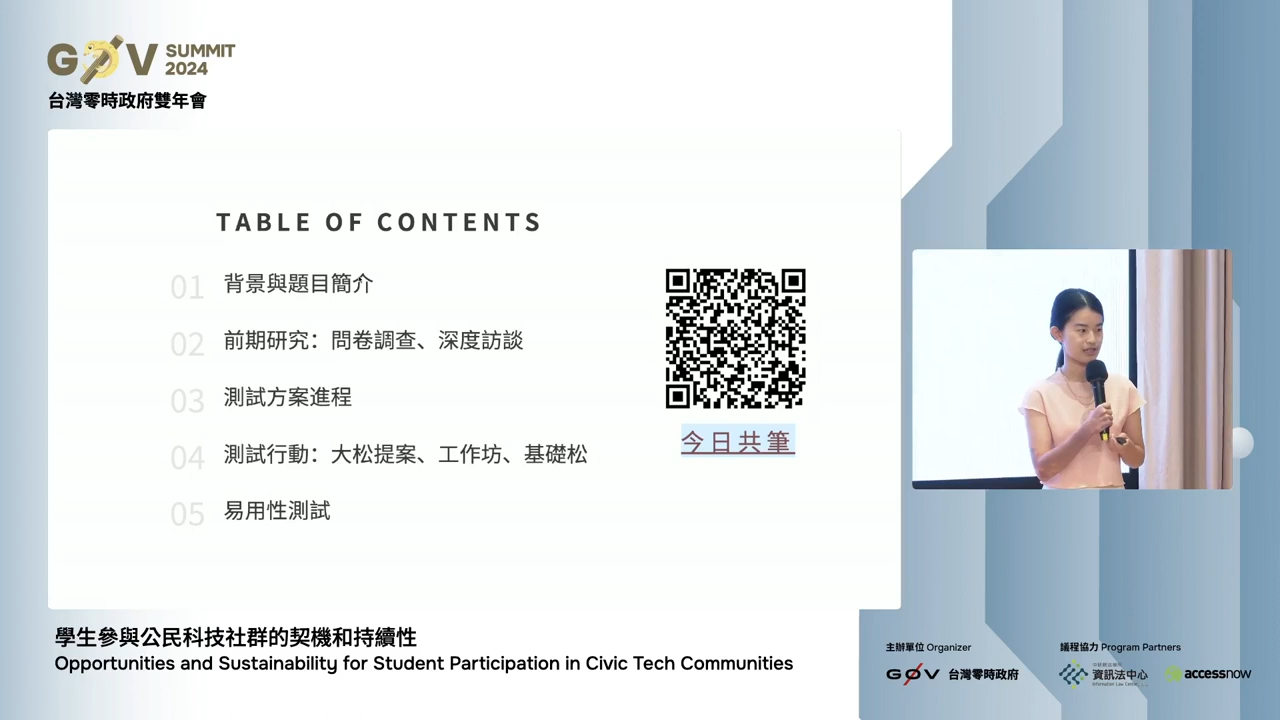 G0V SUMMIT 2024
台灣零時政府雙年會
TABLE OF CONTENTS
01 背景與題目簡介
02 前期研究：問卷調查、深度訪談
03 測試方案進程
04 測試行動：大松提案、工作坊、基礎松
05 易用性測試
今日共筆
學生參與公民科技社群的契機和持續性
Opportunities and Sustainability for Student Participation in Civic Tech Communities
主辦單位 Organizer
G0V 台灣零時政府
議程協力 Program Partners
資訊法中心
accessnow